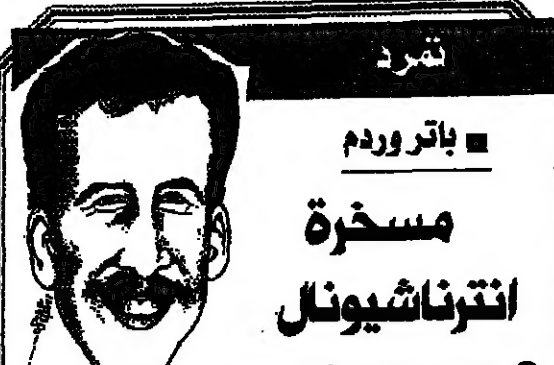 تمرد
باتر وردم
مسخرة
انترناشيونال